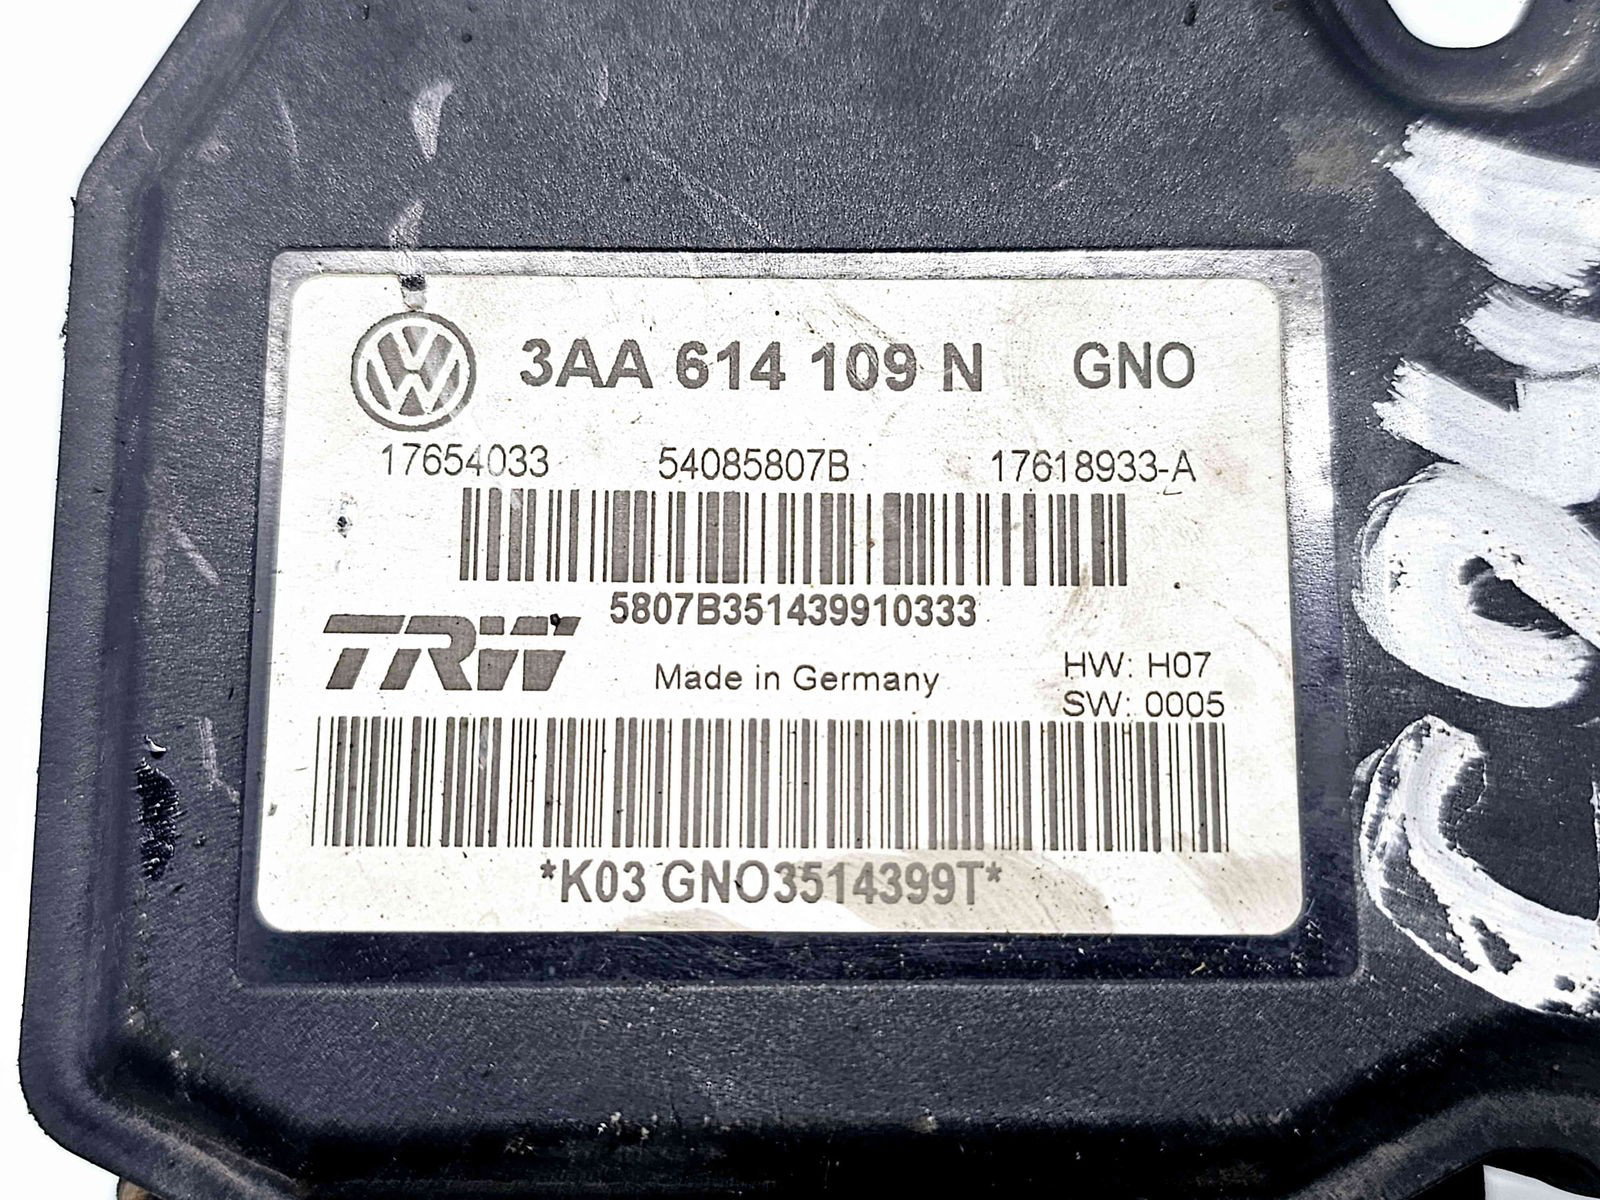 3AA 614 109 N GNO
17654033 54085807B 17618933-A
5807B351439910333
TRW
Made in Germany
HW: H07
SW: 0005
*K03 GNO3514399T*